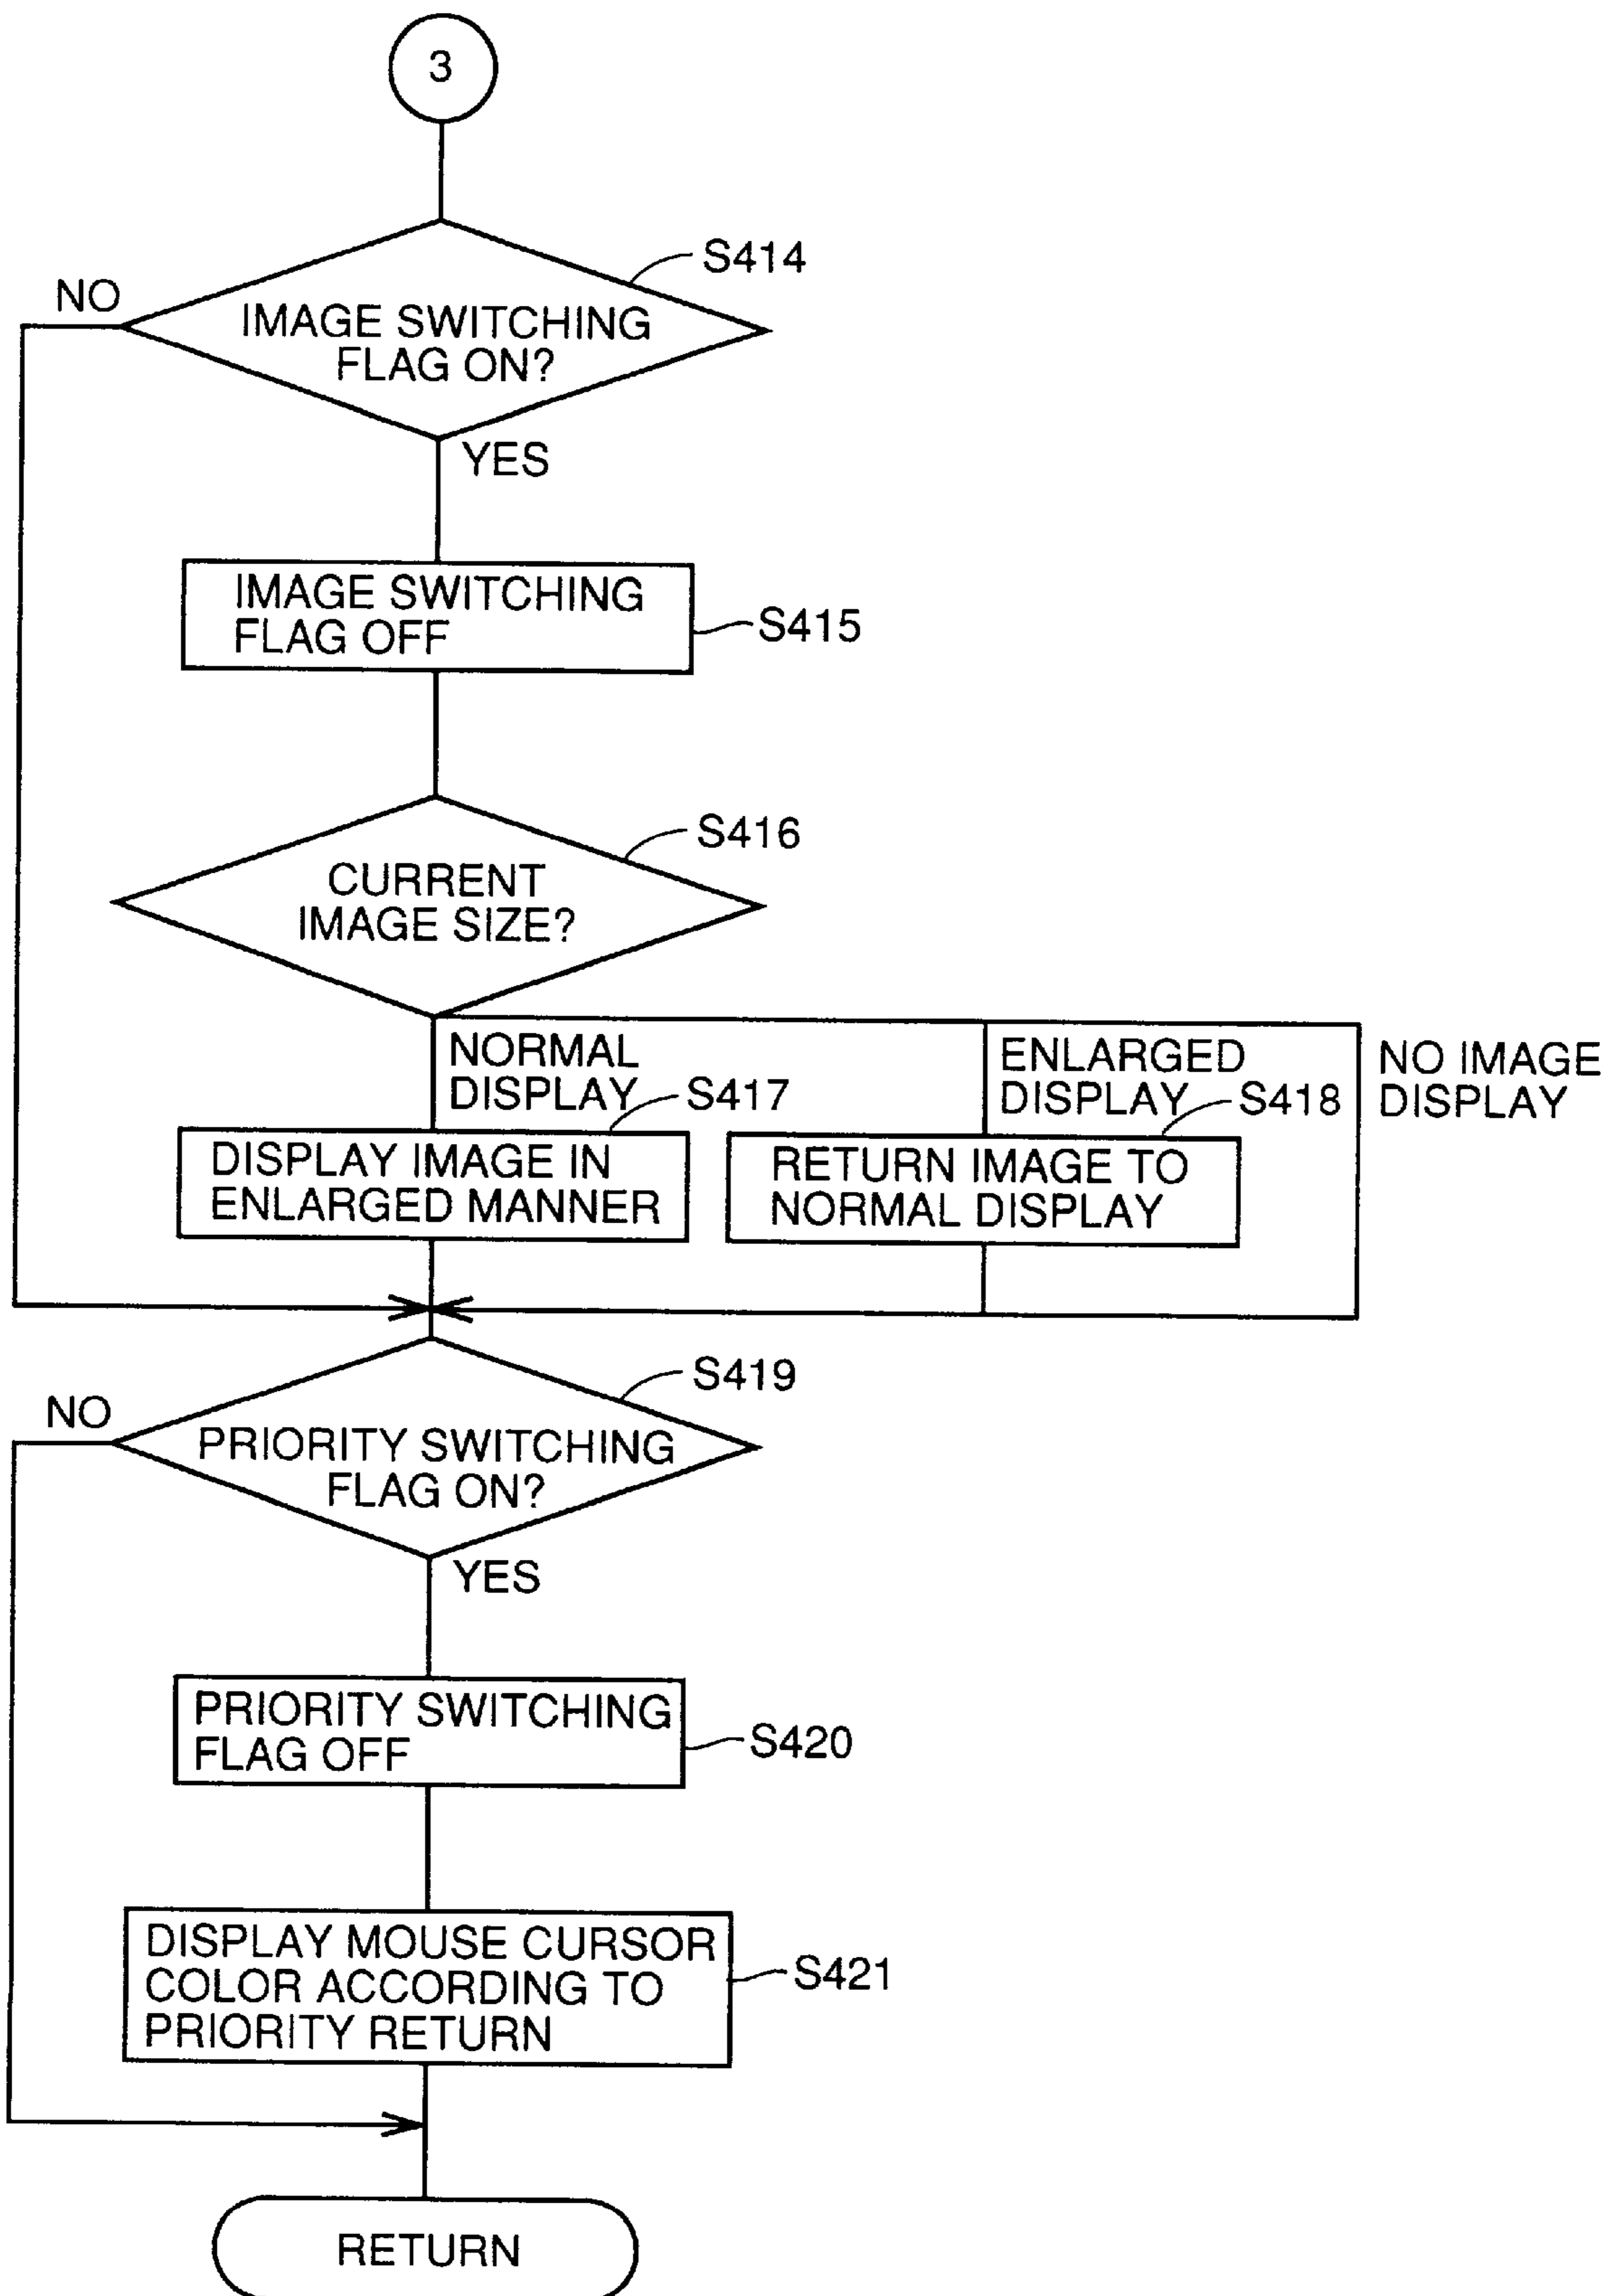 3
S414
NO
IMAGE SWITCHING
FLAG ON?
YES
IMAGE SWITCHING
FLAG OFF
S415
S416
CURRENT
IMAGE SIZE?
NORMAL
DISPLAY
S417
ENLARGED
DISPLAY
S418
NO IMAGE
DISPLAY
DISPLAY IMAGE IN
ENLARGED MANNER
RETURN IMAGE TO
NORMAL DISPLAY
S419
NO
PRIORITY SWITCHING
FLAG ON?
YES
PRIORITY SWITCHING
FLAG OFF
S420
DISPLAY MOUSE CURSOR
COLOR ACCORDING TO
PRIORITY RETURN
S421
RETURN